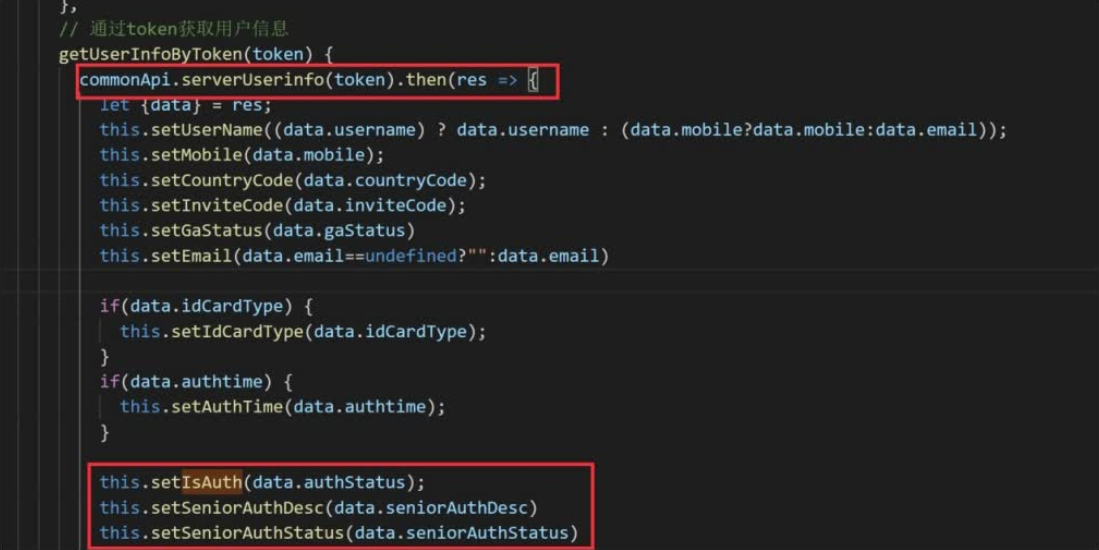 },
// 通过token获取用户信息
getUserInfoByToken(token) {
commonApi.serverUserinfo(token).then(res => {
let {data} = res;
this.setUserName((data.username) ? data.username : (data.mobile?data.mobile:data.email));
this.setMobile(data.mobile);
this.setCountryCode(data.countryCode);
this.setInviteCode(data.inviteCode);
this.setGaStatus(data.gaStatus)
this.setEmail(data.email==undefined?"":data.email)
if(data.idCardType) {
this.setIdCardType(data.idCardType);
}
if(data.authtime) {
this.setAuthTime(data.authtime);
}
this.setIsAuth(data.authStatus);
this.setSeniorAuthDesc(data.seniorAuthDesc)
this.setSeniorAuthStatus(data.seniorAuthStatus)